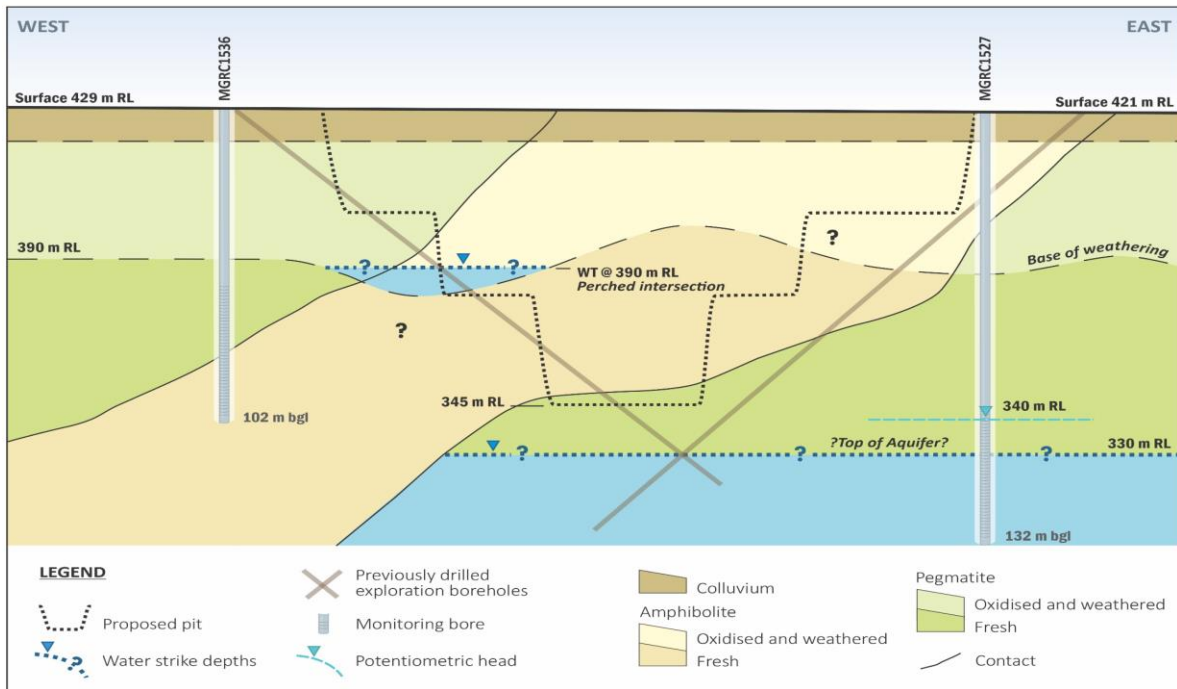 WEST
EAST
MGRC1536
MGRC1527
Surface 429 m RL
Surface 421 m RL
?
390 m RL
? ?
WT @ 390 m RL
Perched intersection
Base of weathering
?
345 m RL
340 m RL
102 m bgl
?Top of Aquifer?
330 m RL
? ? ?
132 m bgl
LEGEND
Proposed pit
?
Water strike depths
Previously drilled
exploration boreholes
Monitoring bore
Potentiometric head
Colluvium
Amphibolite
Oxidised and weathered
Fresh
Pegmatite
Oxidised and weathered
Fresh
Contact